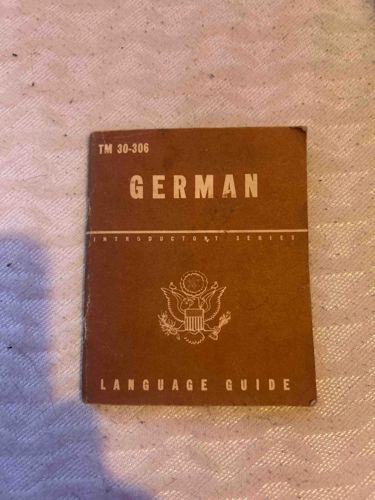 TM 30-306
GERMAN
INTRODUCTORY SERIES
LANGUAGE GUIDE